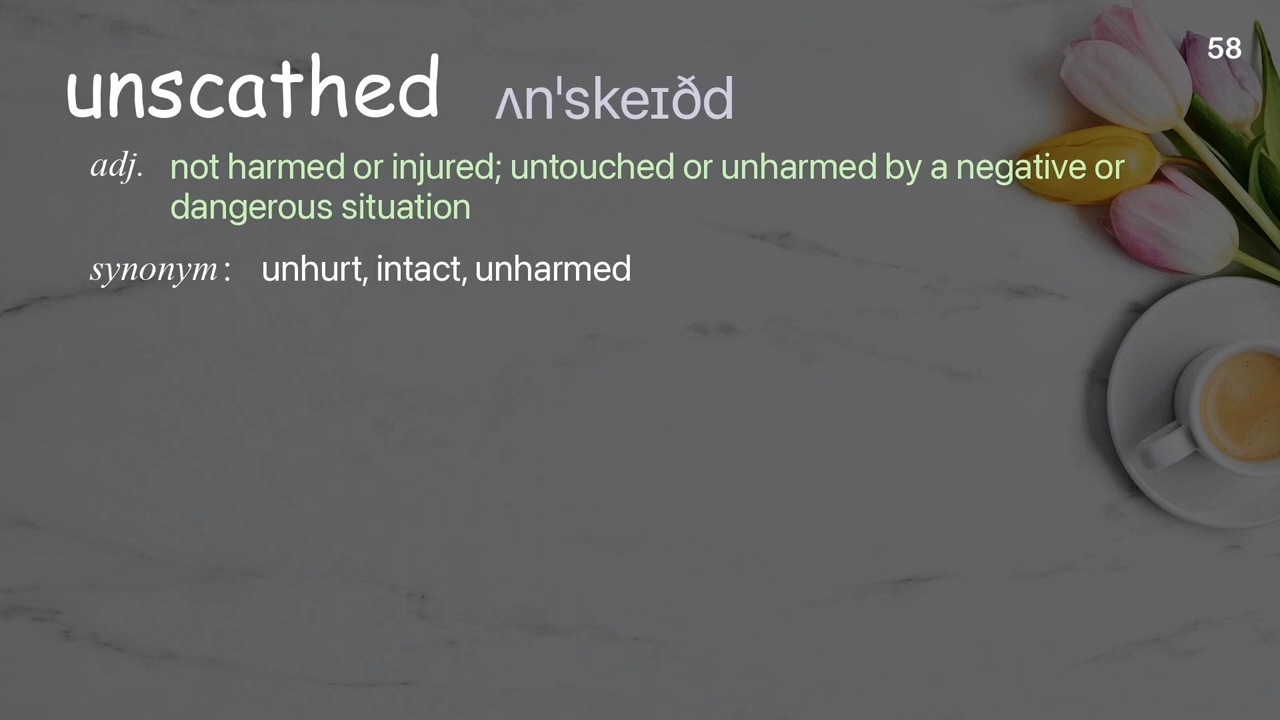 58
unscathed ʌnˈskeɪðd
adj. not harmed or injured; untouched or unharmed by a negative or
dangerous situation
synonym: unhurt, intact, unharmed